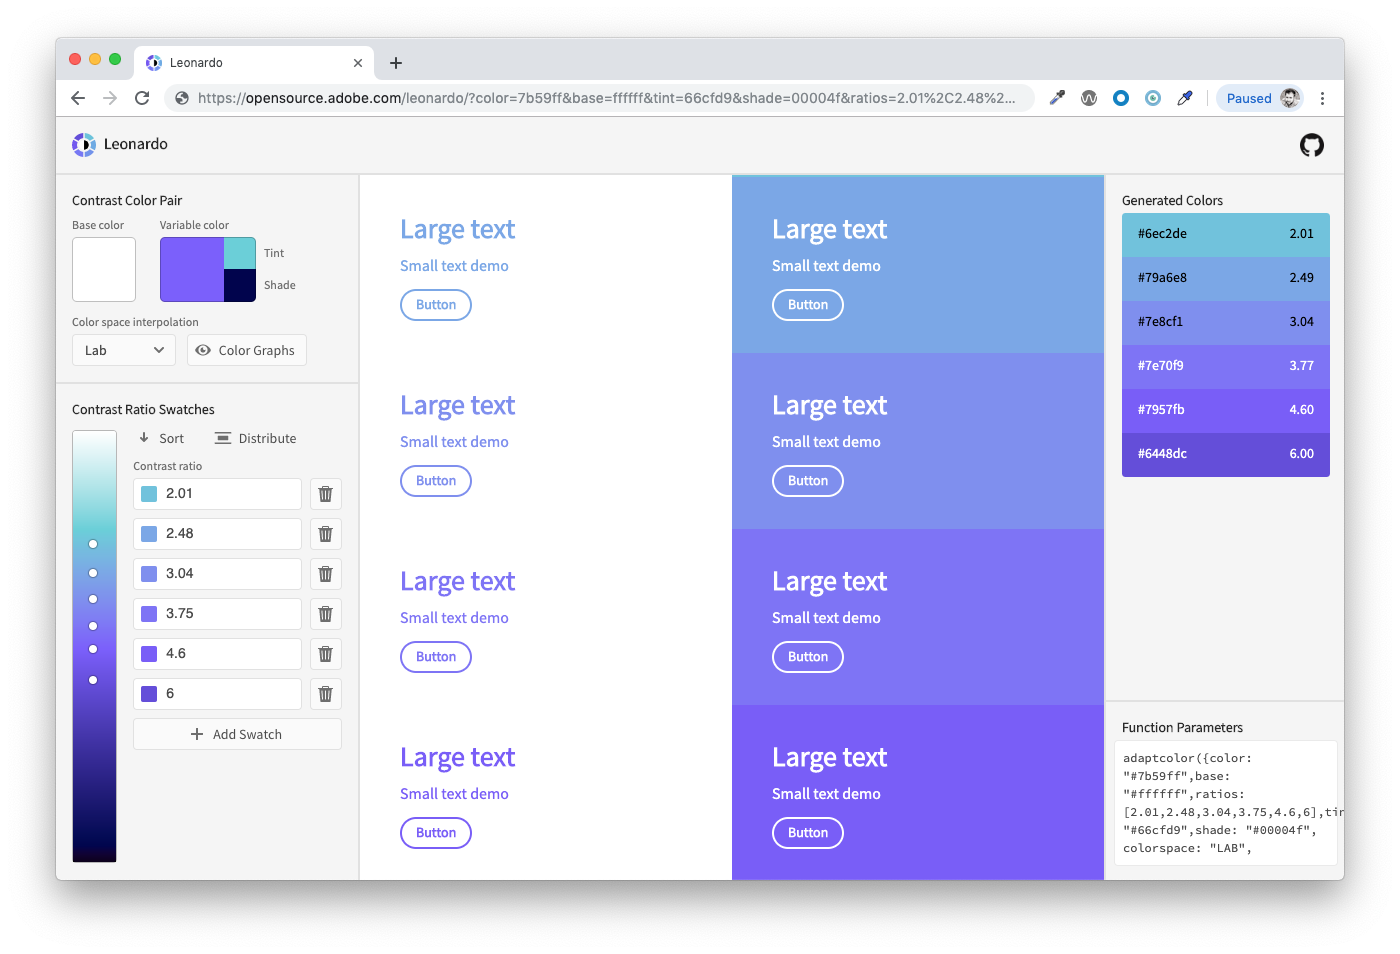 Leonardo
https://opensource.adobe.com/leonardo/?color=7b59ff&base=ffffff&tint=66cfd9&shade=00004f&ratios=2.01%2C2.48%2...
Paused
Leonardo
Contrast Color Pair
Base color
Variable color
Tint
Shade
Color space interpolation
Lab
Color Graphs
Contrast Ratio Swatches
Sort
Distribute
Contrast ratio
2.01
2.48
3.04
3.75
4.6
6
Add Swatch
Large text
Small text demo
Button
Large text
Small text demo
Button
Large text
Small text demo
Button
Large text
Small text demo
Button
Large text
Small text demo
Button
Large text
Small text demo
Button
Large text
Small text demo
Button
Large text
Small text demo
Button
Generated Colors
#6ec2de 2.01
#79a6e8 2.49
#7e8cf1 3.04
#7e70f9 3.77
#7957fb 4.60
#6448dc 6.00
Function Parameters
adaptcolor({color:
"#7b59ff",base:
"#ffffff",ratios:
[2.01,2.48,3.04,3.75,4.6,6],tin
"#66cfd9",shade: "#00004f",
colorspace: "LAB",